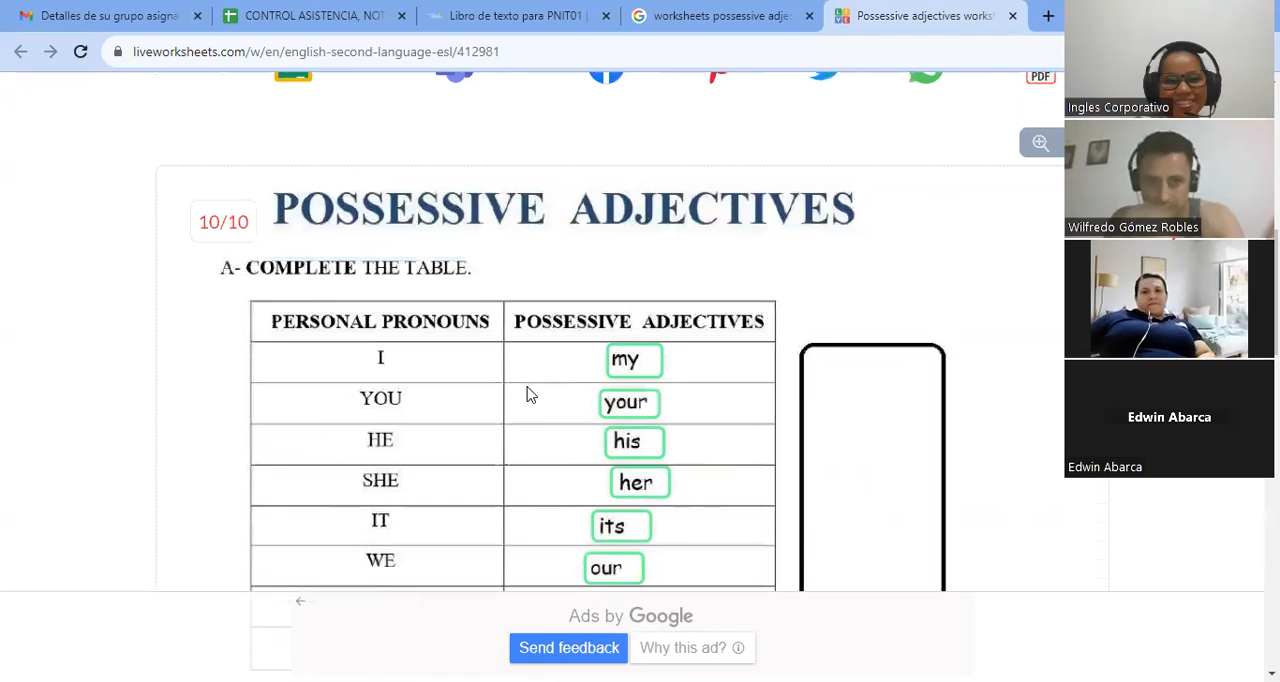 Detalles de su grupo asigna
CONTROL ASISTENCIA, NOT
Libro de texto para PNIT01
worksheets possessive adje
Possessive adjectives works
liveworksheets.com/w/en/english-second-language-esl/412981
PDF
10/10
POSSESSIVE ADJECTIVES
A- COMPLETE THE TABLE.
PERSONAL PRONOUNS POSSESSIVE ADJECTIVES
I my
YOU your
HE his
SHE her
IT its
WE our
Ads by Google
Send feedback
Why this ad?
Ingles Corporativo
Wilfredo Gómez Robles
Edwin Abarca
Edwin Abarca